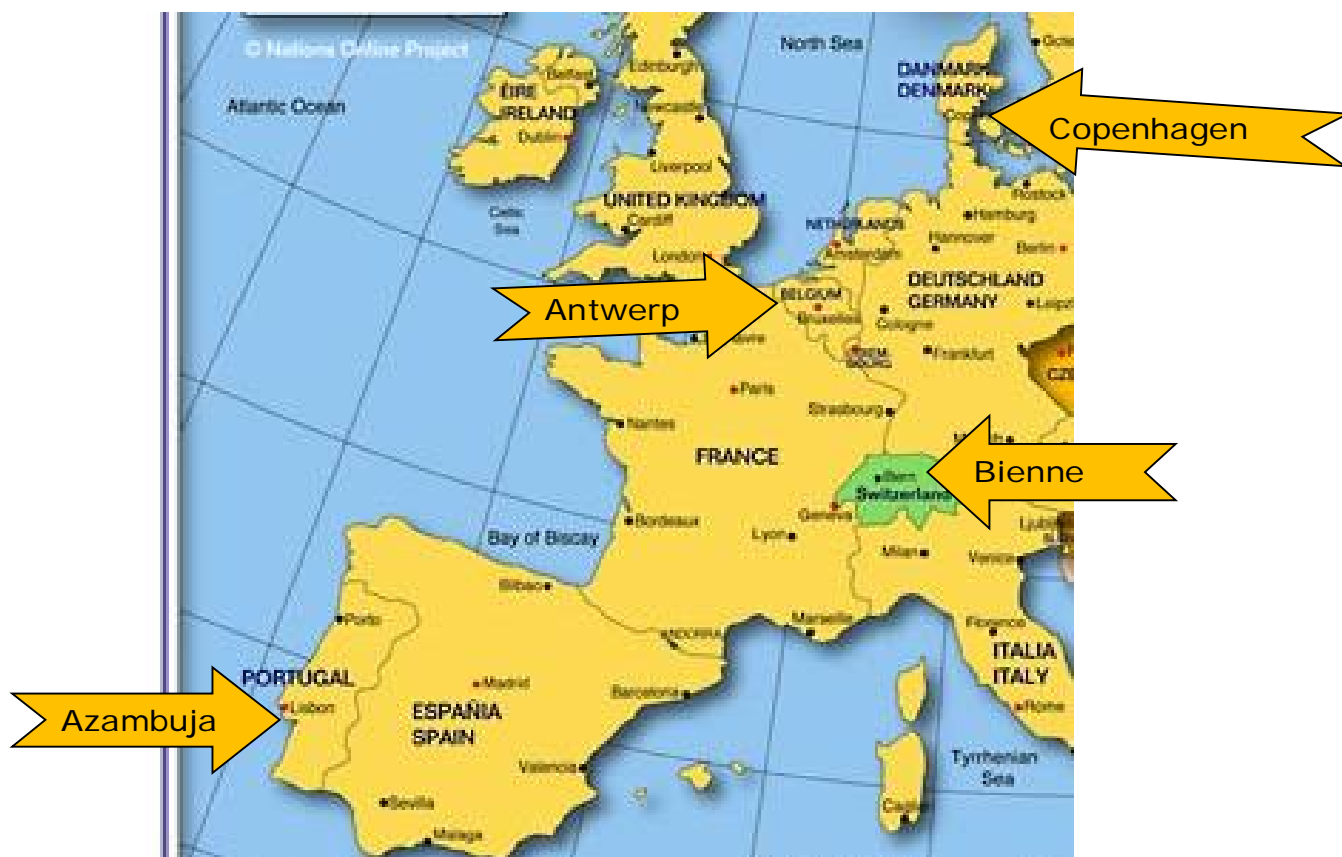 © Nations Online Project
North Sea
Atlantic Ocean
Edinburgh
Belfast
ÉIRE
IRELAND
Dublin
Newcastle
Liverpool
UNITED KINGDOM
Cardiff
London
Celtic
Sea
DANMARK
DENMARK
Copenhagen
Rostock
Hamburg
NETHERLANDS
Amsterdam
Hannover
Berlin
DEUTSCHLAND
GERMANY
Antwerp
BELGIUM
Bruxelles
Cologne
Frankfurt
Paris
Strasbourg
Nantes
FRANCE
Bern
Switzerland
Bienne
Geneva
Bordeaux
Lyon
Milan
Venice
Bay of Biscay
Bilbao
Porto
ANDORRA
Marseille
Florence
ITALIA
ITALY
PORTUGAL
Madrid
Barcelona
Azambuja
Lisbon
ESPAÑIA
SPAIN
Rome
Valencia
Tyrrhenian
Sea
Sevilla
Malaga